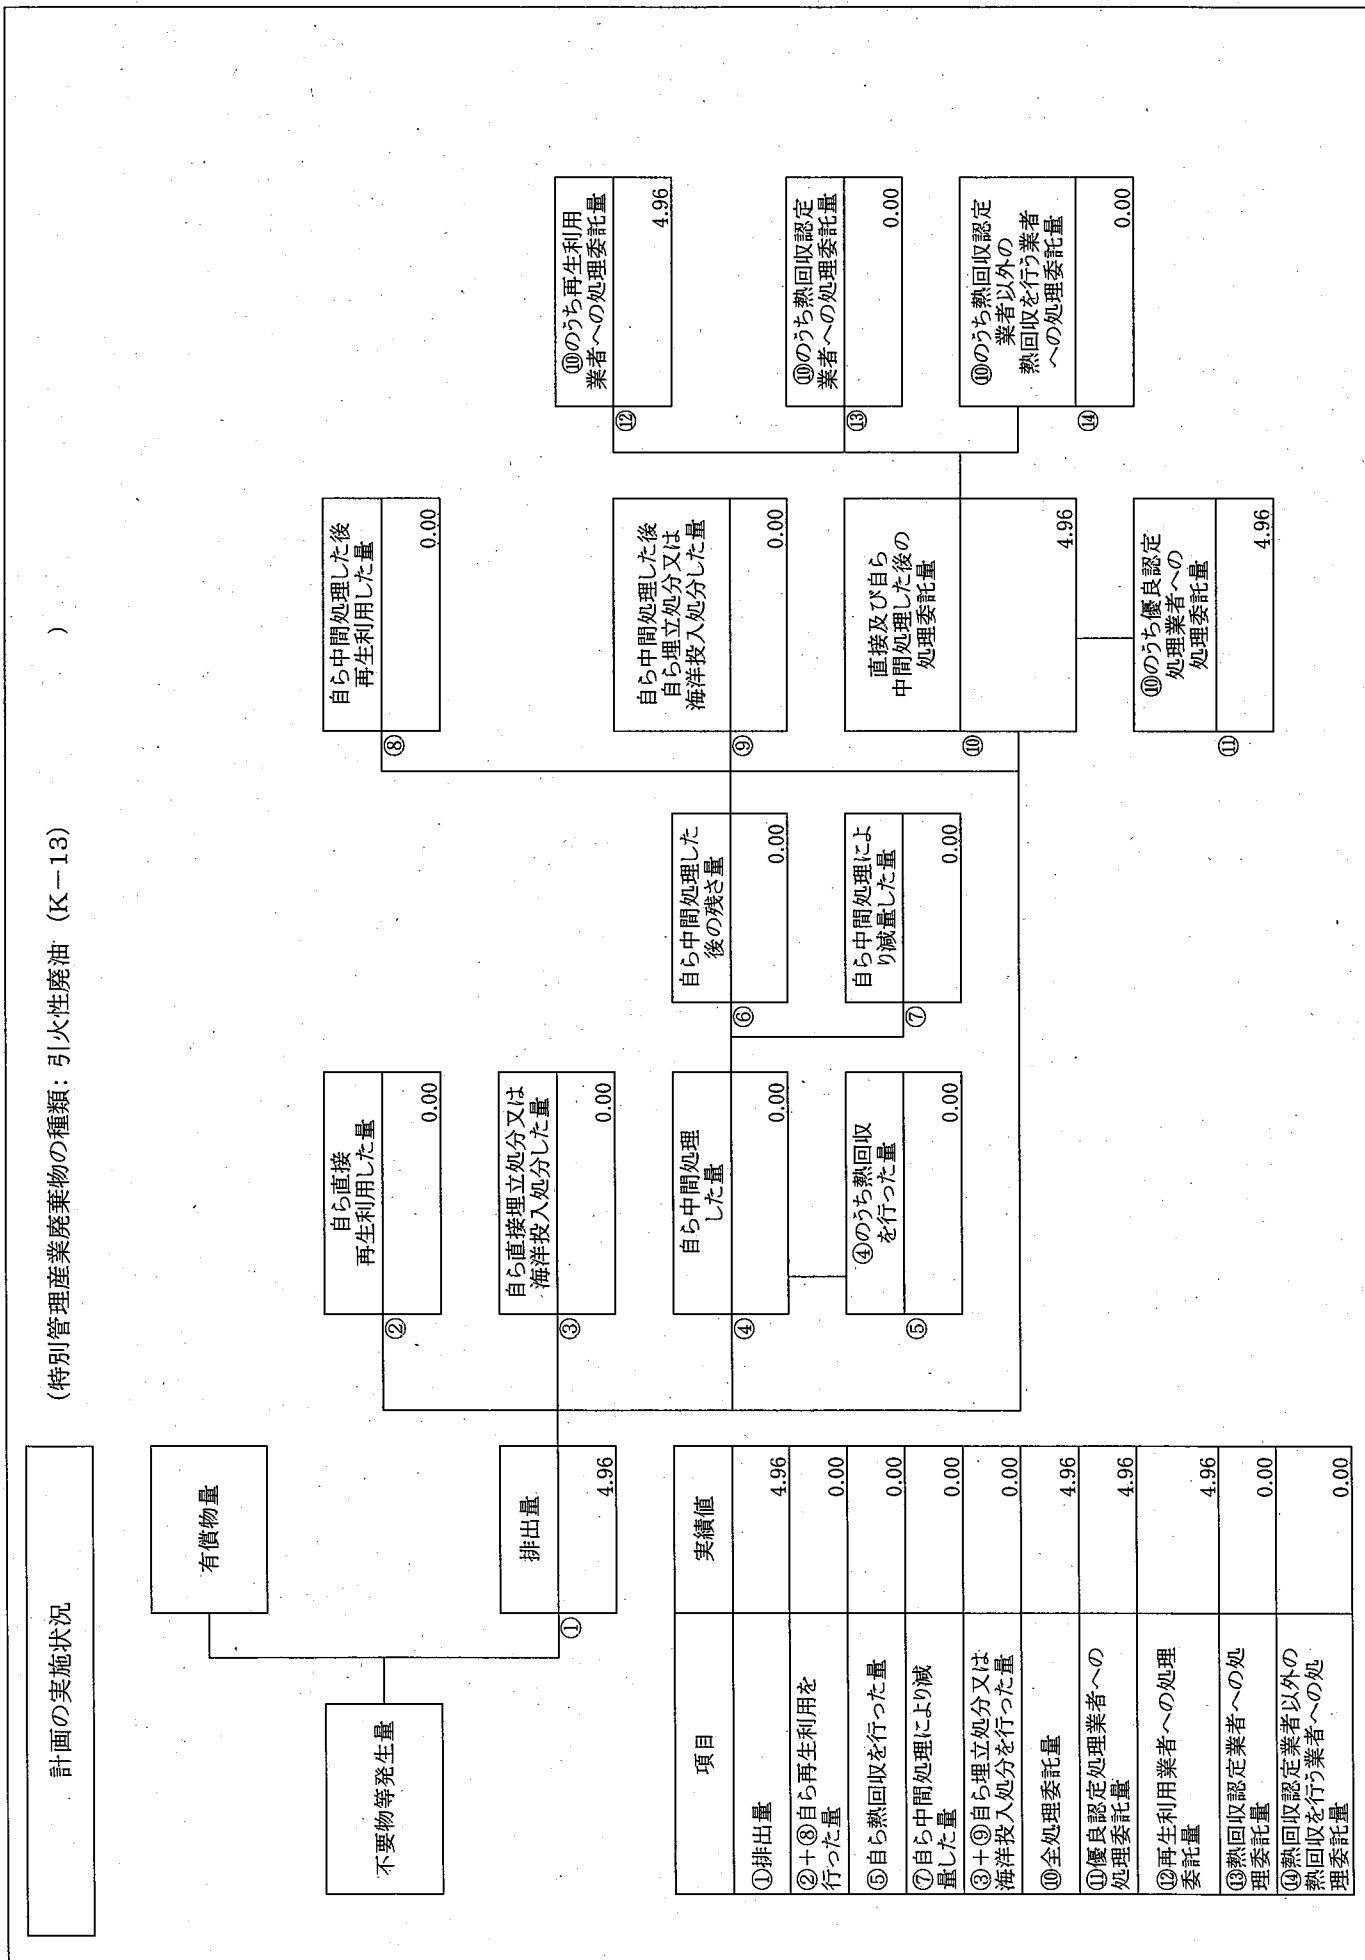 計画の実施状況
(特別管理産業廃棄物の種類：引火性廃油 （K－13） )
不要物等発生量
有償物量
排出量
①
4.96
自ら直接
再生利用した量
②
0.00
自ら直接埋立処分又は
海洋投入処分した量
③
0.00
自ら中間処理
した量
④
0.00
④のうち熱回収
を行った量
⑤
0.00
自ら中間処理した
後の残さ量
⑥
0.00
自ら中間処理によ
り減量した量
⑦
0.00
自ら中間処理した後
再生利用した量
⑧
0.00
自ら中間処理した後
自ら埋立処分又は
海洋投入処分した量
⑨
0.00
直接及び自ら
中間処理した後の
処理委託量
⑩
4.96
⑩のうち優良認定
処理業者への
処理委託量
⑪
4.96
⑩のうち再生利用
業者への処理委託量
⑫
4.96
⑩のうち熱回収認定
業者への処理委託量
⑬
0.00
⑩のうち熱回収認定
業者以外の
熱回収を行う業者
への処理委託量
⑭
0.00
項目 実績値
①排出量 4.96
②＋⑧自ら再生利用を
行った量 0.00
⑤自ら熱回収を行った量 0.00
⑦自ら中間処理により減
量した量 0.00
③＋⑨自ら埋立処分又は
海洋投入処分を行った量 0.00
⑩全処理委託量 4.96
⑪優良認定処理業者への
処理委託量 4.96
⑫再生利用業者への処理
委託量 4.96
⑬熱回収認定業者への処
理委託量 0.00
⑭熱回収認定業者以外の
熱回収を行う業者への処
理委託量 0.00